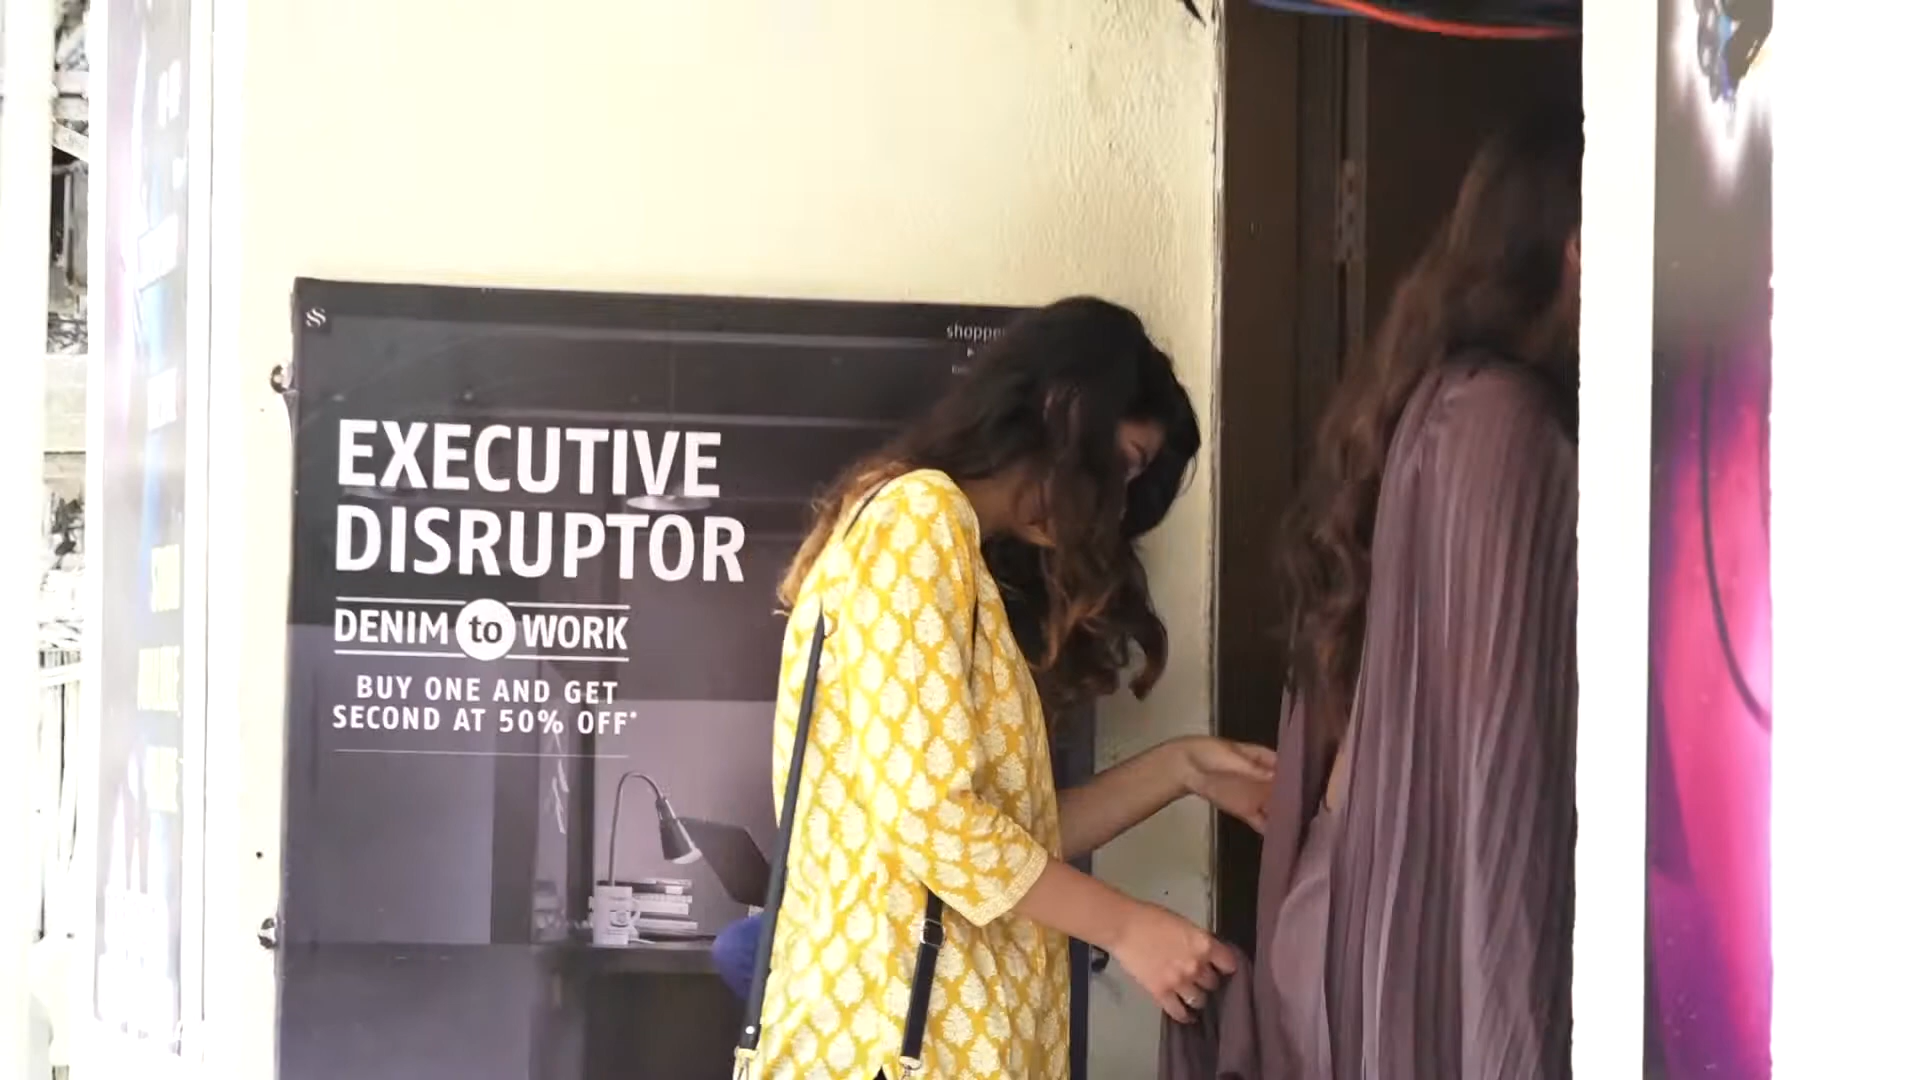 EXECUTIVE
DISRUPTOR
DENIM to WORK
BUY ONE AND GET
SECOND AT 50% OFF*